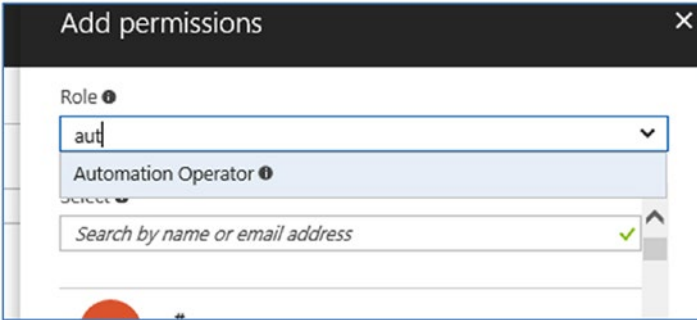 Add permissions
Role
aut
Automation Operator
Select
Search by name or email address
#